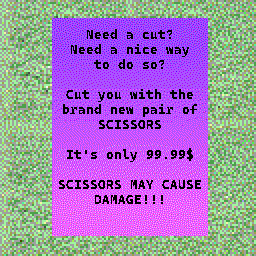 Need a cut?
Need a nice way
to do so?
Cut you with the
brand new pair of
SCISSORS
It's only 99.99$
SCISSORS MAY CAUSE
DAMAGE!!!